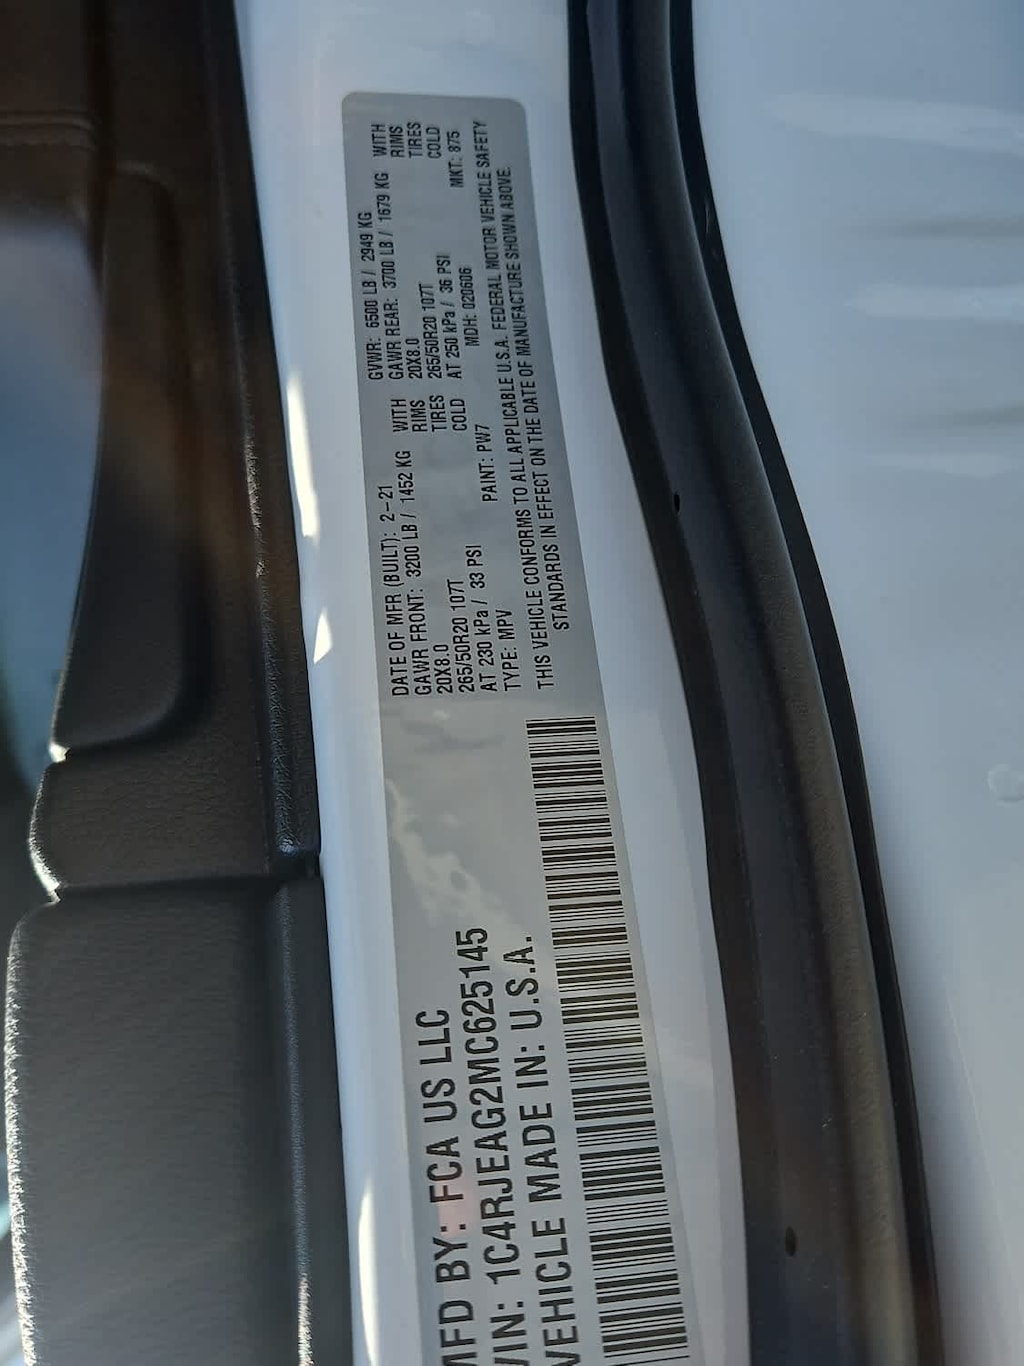 MFD BY: FCA US LLC
VIN: 1C4RJEAG2MC625145
VEHICLE MADE IN: U.S.A.
DATE OF MFR (BUILT): 2-21 GVWR: 6500 LB / 2949 KG
GAWR FRONT: 3200 LB / 1452 KG WITH GAWR REAR: 3700 LB / 1679 KG WITH
20X8.0 RIMS 20X8.0 RIMS
265/50R20 107T TIRES 265/50R20 107T TIRES
AT 230 kPa / 33 PSI COLD AT 250 kPa / 36 PSI COLD
TYPE: MPV PAINT: PW7 MDH: 020606 MKT: 875
THIS VEHICLE CONFORMS TO ALL APPLICABLE U.S.A. FEDERAL MOTOR VEHICLE SAFETY
STANDARDS IN EFFECT ON THE DATE OF MANUFACTURE SHOWN ABOVE.